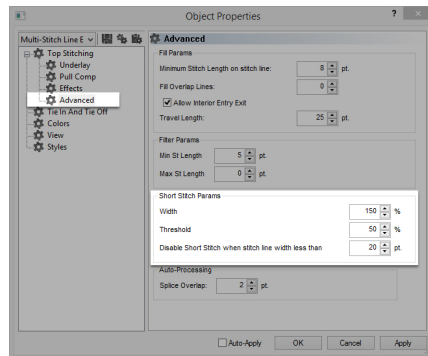 Object Properties
?
Multi-Stitch Line E
Top Stitching
Underlay
Pull Comp
Effects
Advanced
Tie In And Tie Off
Colors
View
Styles
Advanced
Fill Params
Minimum Stitch Length on stitch line: 8 pt.
Fill Overlap Lines: 0
Allow Interior Entry Exit
Travel Length: 25 pt.
Filter Params
Min St Length 5 pt.
Max St Length 0 pt.
Short Stitch Params
Width 150 %
Threshold 50 %
Disable Short Stitch when stitch line width less than 20 pt.
Auto-Processing
Splice Overlap: 2 pt.
Auto-Apply OK Cancel Apply